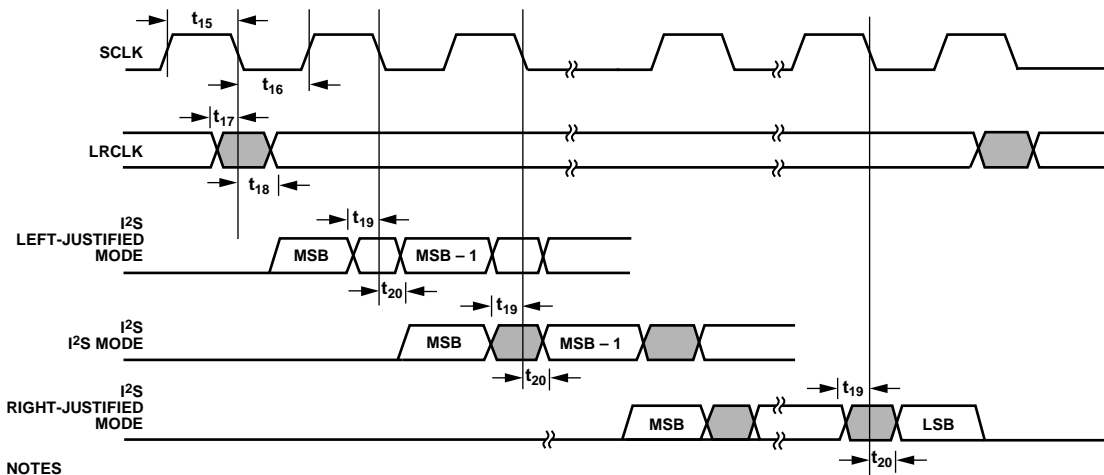 t15
SCLK
t16
t17
LRCLK
t18
I2S
LEFT-JUSTIFIED
MODE
t19
MSB
MSB – 1
t20
I2S
I2S MODE
t19
MSB
MSB – 1
t20
I2S
RIGHT-JUSTIFIED
MODE
t19
MSB
LSB
t20
NOTES